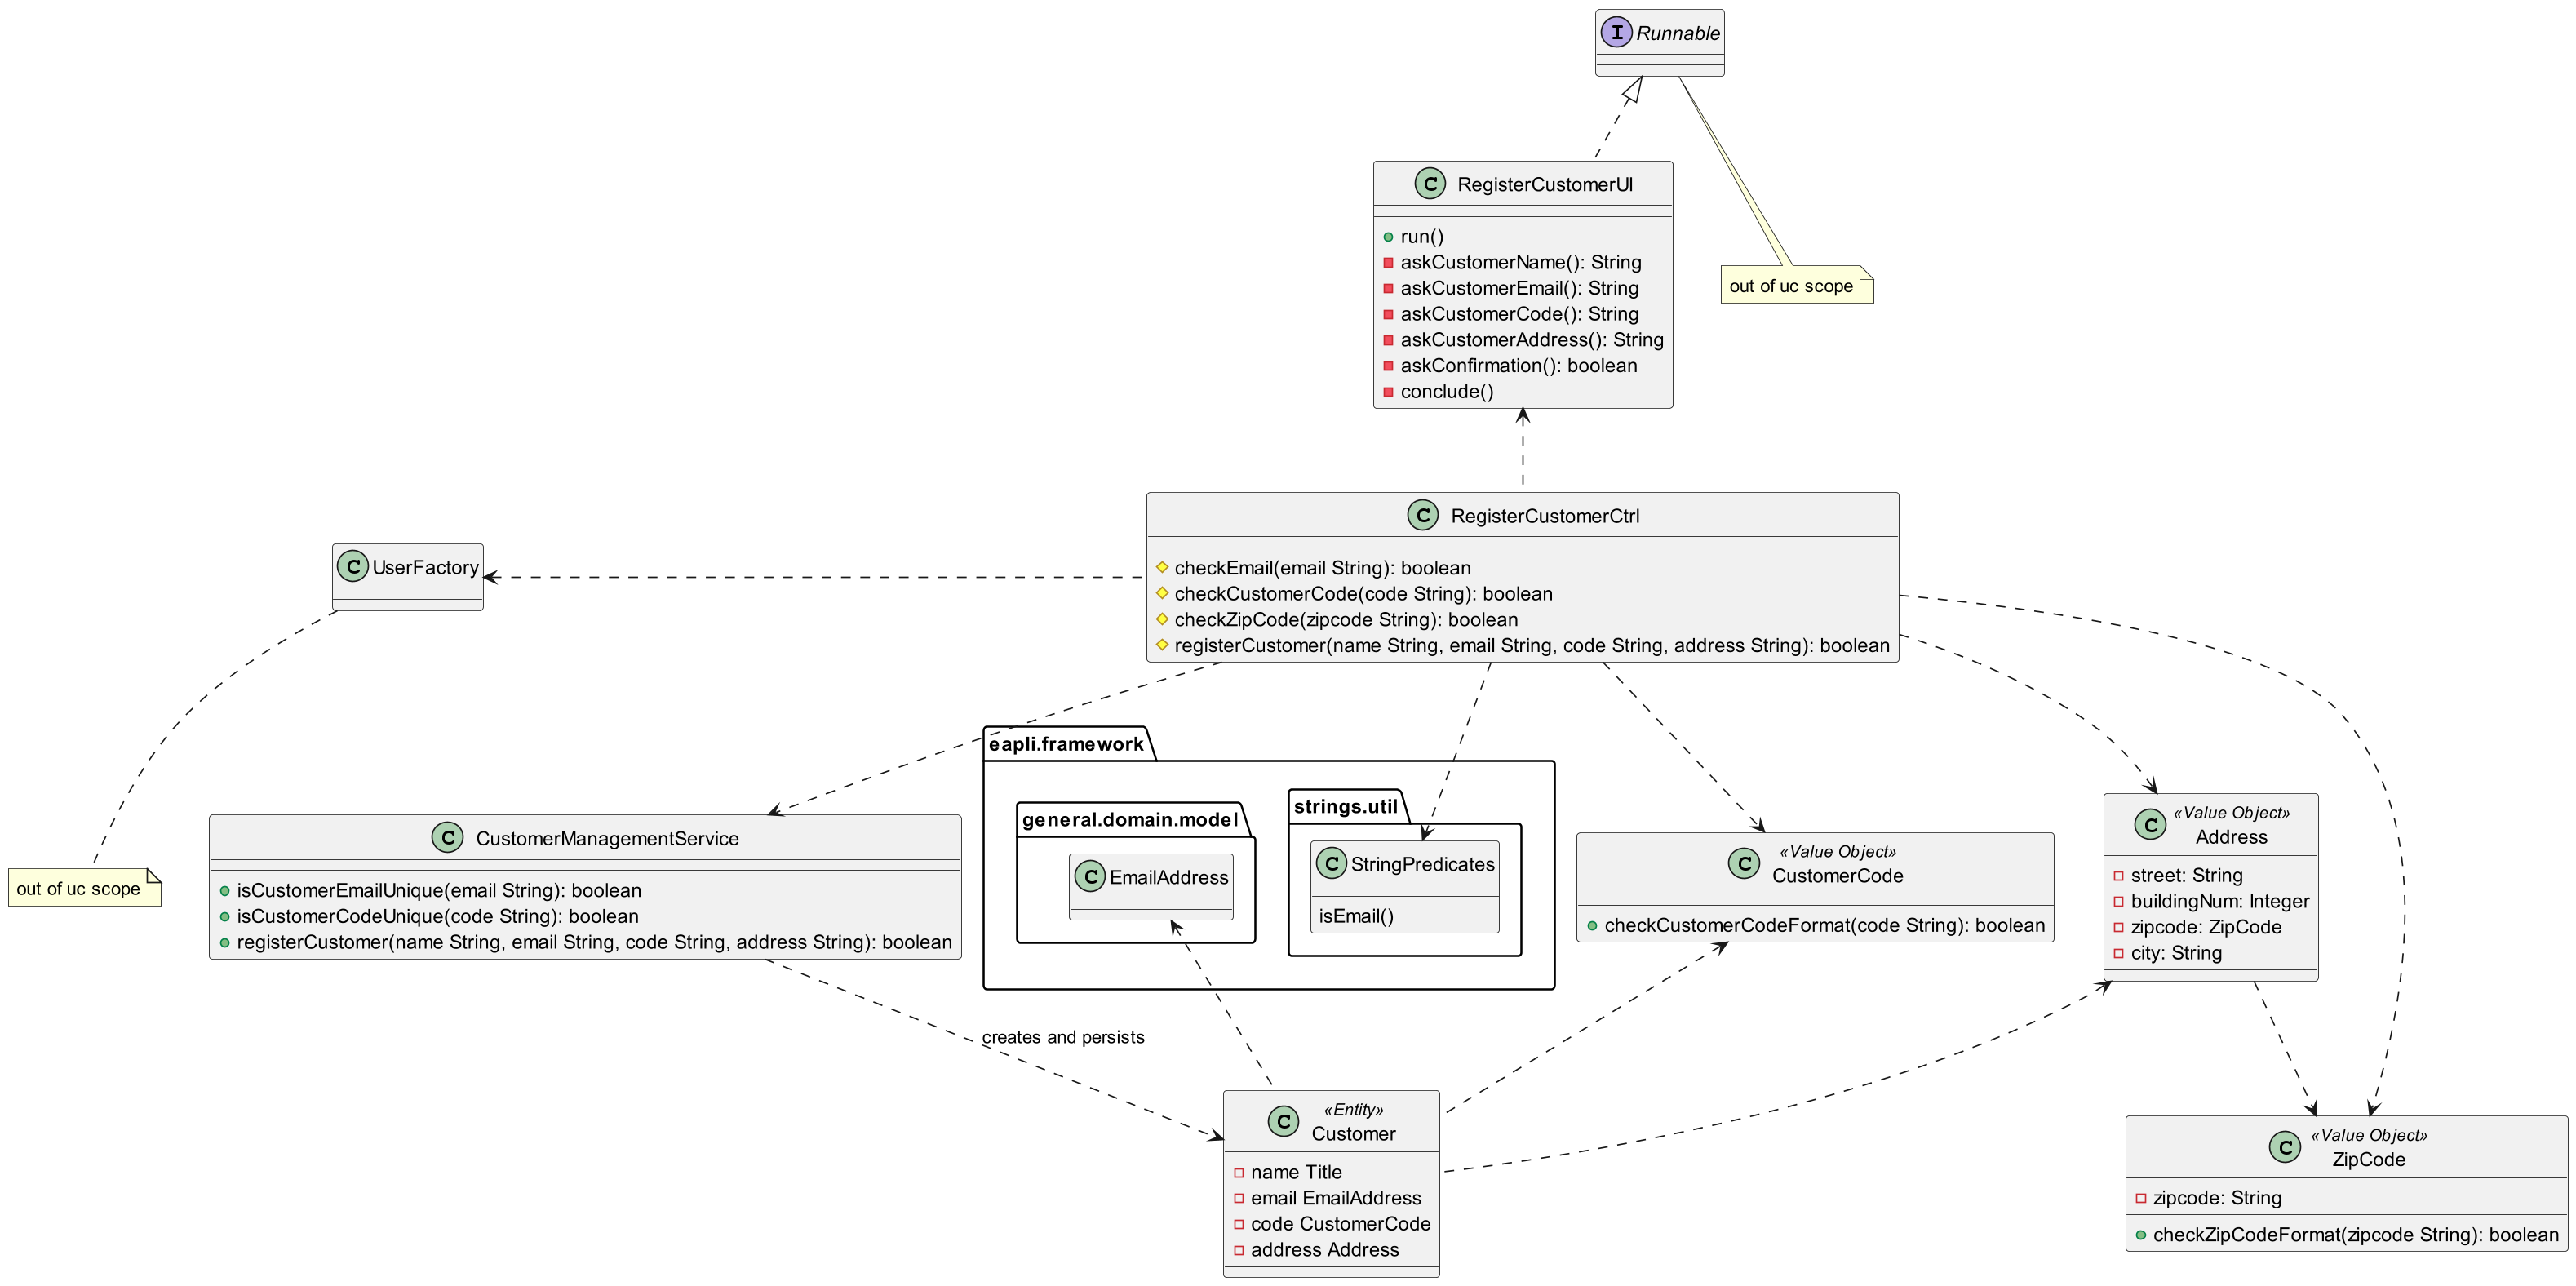 I Runnable
C RegisterCustomerUI
run()
askCustomerName(): String
askCustomerEmail(): String
askCustomerCode(): String
askCustomerAddress(): String
askConfirmation(): boolean
conclude()
out of uc scope
C RegisterCustomerCtrl
checkEmail(email String): boolean
checkCustomerCode(code String): boolean
checkZipCode(zipcode String): boolean
registerCustomer(name String, email String, code String, address String): boolean
C UserFactory
out of uc scope
C CustomerManagementService
isCustomerEmailUnique(email String): boolean
isCustomerCodeUnique(code String): boolean
registerCustomer(name String, email String, code String, address String): boolean
eapli.framework
general.domain.model
C EmailAddress
strings.util
C StringPredicates
isEmail()
C «Value Object»
CustomerCode
checkCustomerCodeFormat(code String): boolean
C «Value Object»
Address
street: String
buildingNum: Integer
zipcode: ZipCode
city: String
creates and persists
C «Entity»
Customer
name Title
email EmailAddress
code CustomerCode
address Address
C «Value Object»
ZipCode
zipcode: String
checkZipCodeFormat(zipcode String): boolean